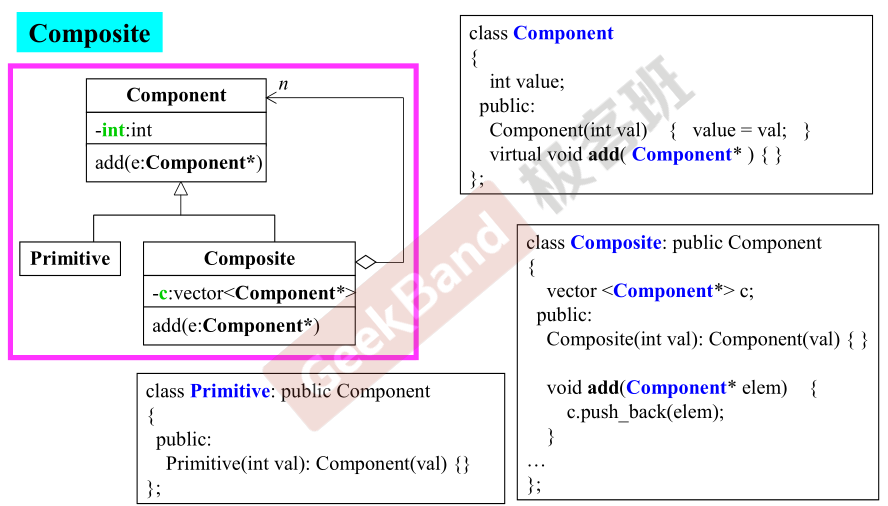 Composite
Component
n
-int:int
add(e:Component*)
Primitive
Composite
-c:vector<Component*>
add(e:Component*)
class Component
{
int value;
public:
Component(int val) { value = val; }
virtual void add( Component* ) { }
};
class Composite: public Component
{
vector <Component*> c;
public:
Composite(int val): Component(val) { }
void add(Component* elem) {
c.push_back(elem);
}
…
};
class Primitive: public Component
{
public:
Primitive(int val): Component(val) {}
};
GeekBand 极客班